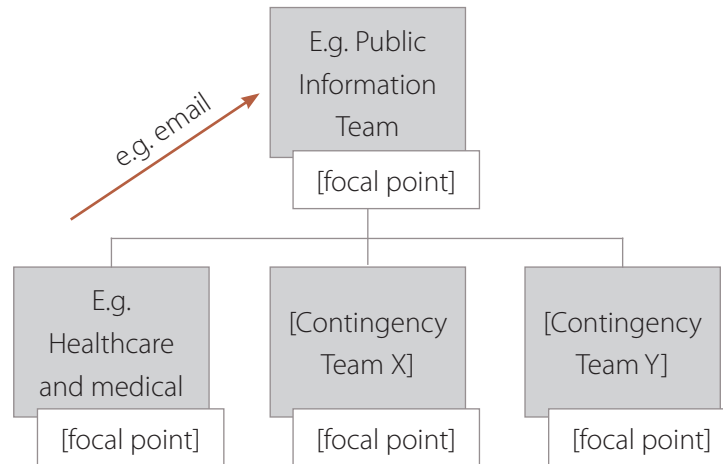 E.g. Public
Information
Team
[focal point]
e.g. email
E.g.
Healthcare
and medical
[focal point]
[Contingency
Team X]
[focal point]
[Contingency
Team Y]
[focal point]